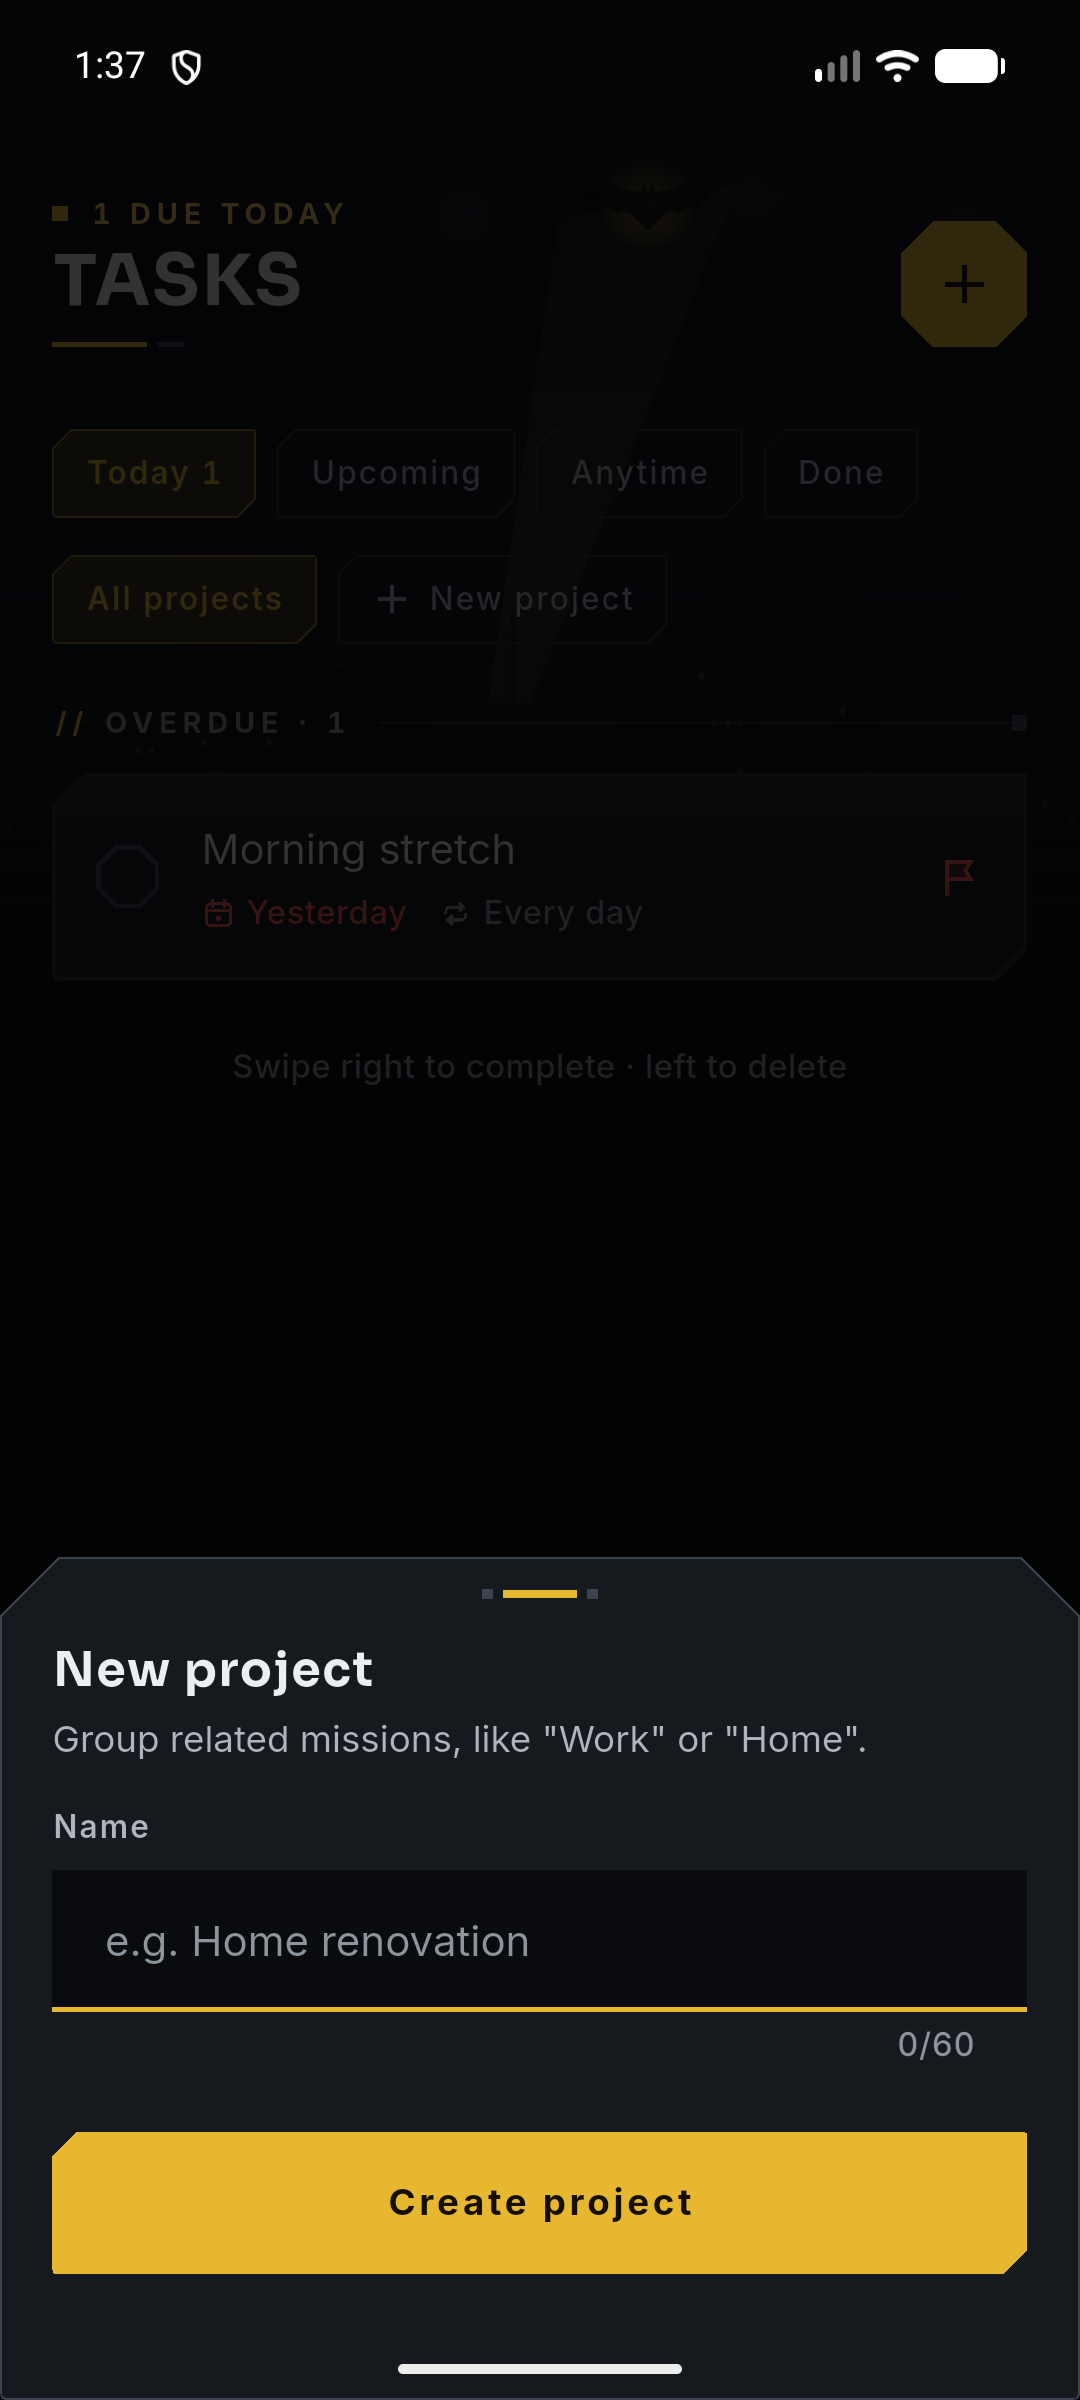 1:37
1 DUE TODAY
TASKS
Today 1 Upcoming Anytime Done
All projects New project
// OVERDUE · 1
Morning stretch
Yesterday Every day
Swipe right to complete · left to delete
New project
Group related missions, like "Work" or "Home".
Name
e.g. Home renovation
0/60
Create project